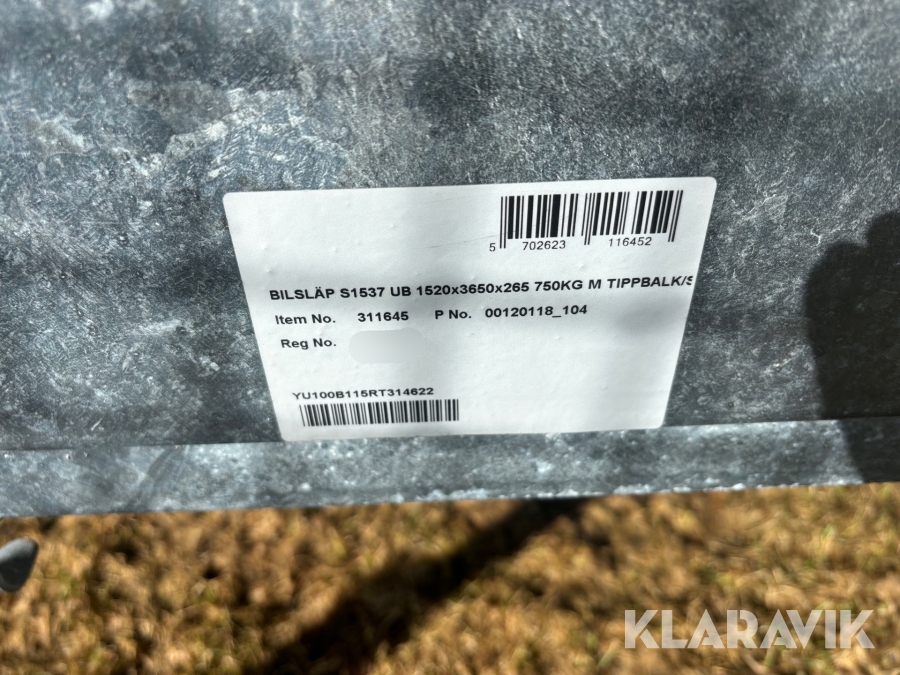 5 702623 116452
BILSLÄP S1537 UB 1520x3650x265 750KG M TIPPBALK/S
Item No. 311645 P No. 00120118_104
Reg No.
YU100B115RT314622
KLARAVIK